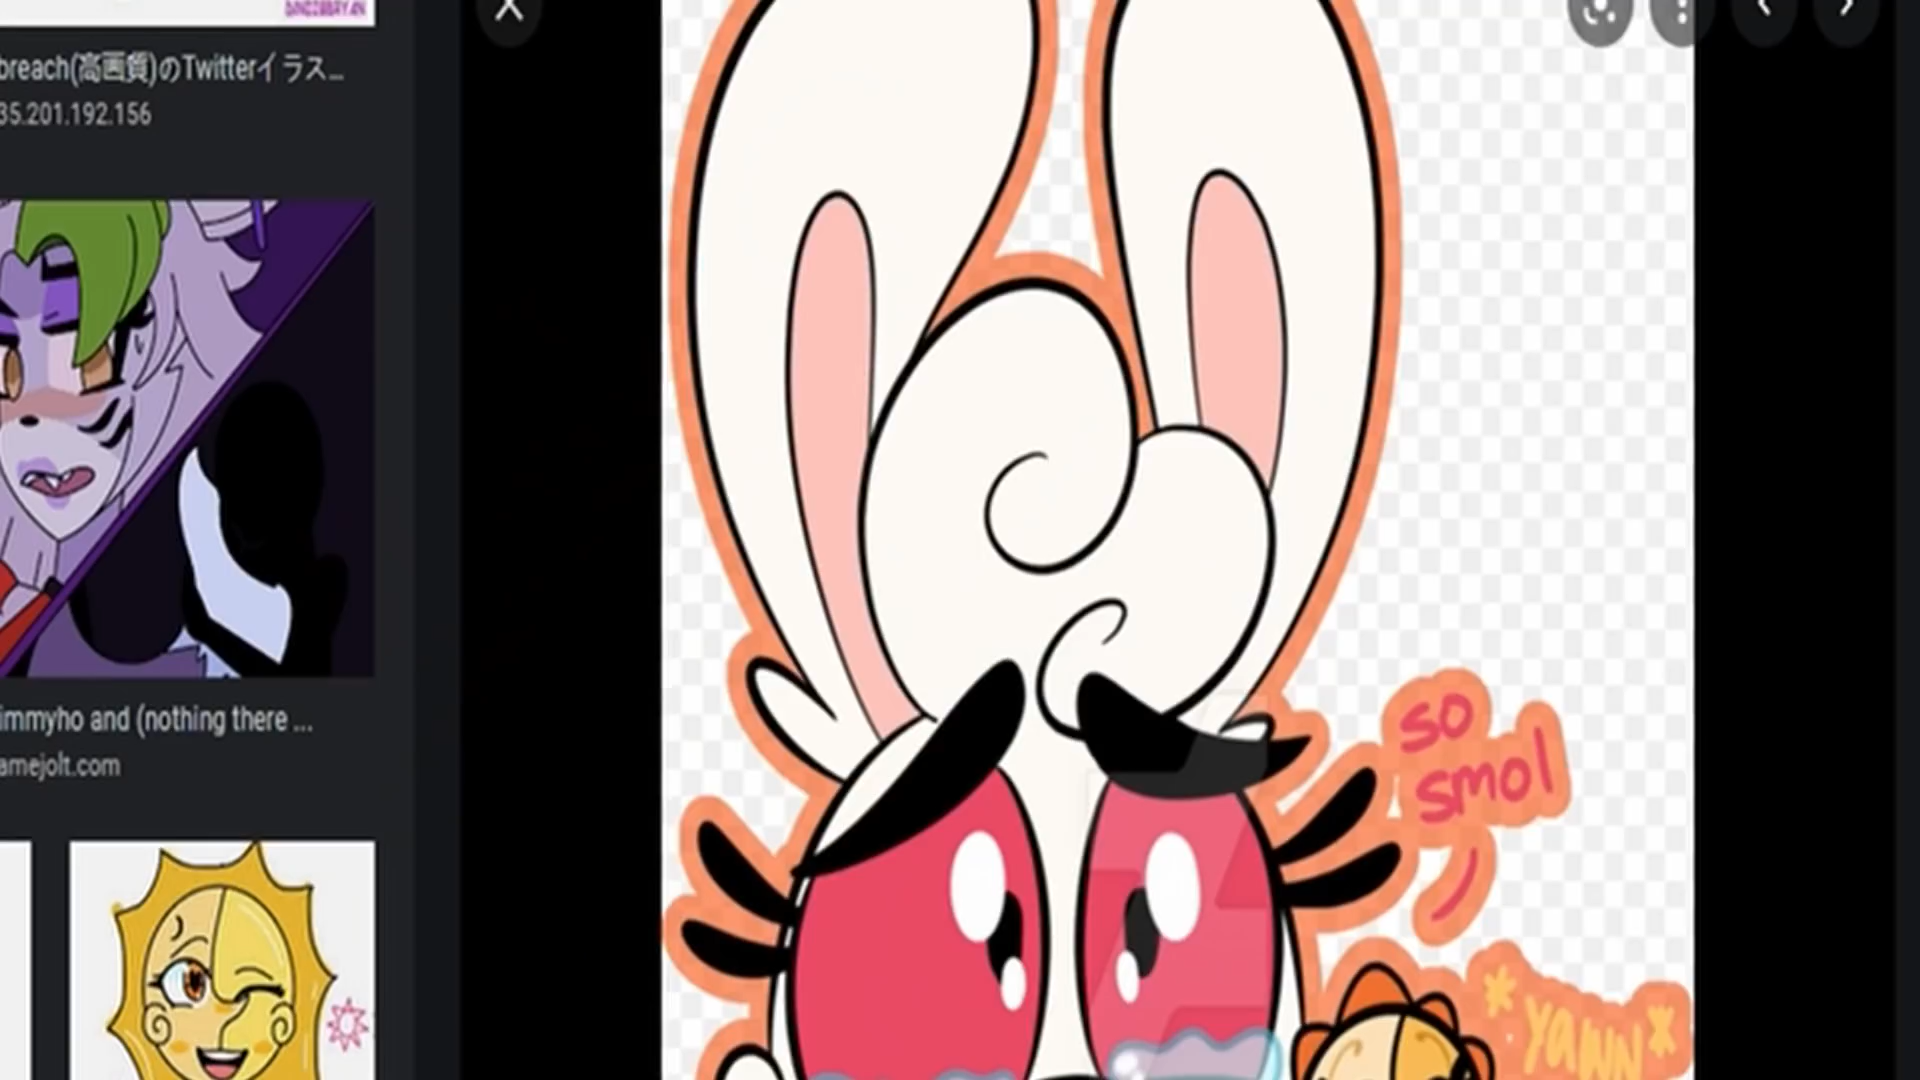 breach(高画質)のTwitterイラス...
35.201.192.156
immyho and (nothing there ...
amejolt.com
so
smol
*yawn*